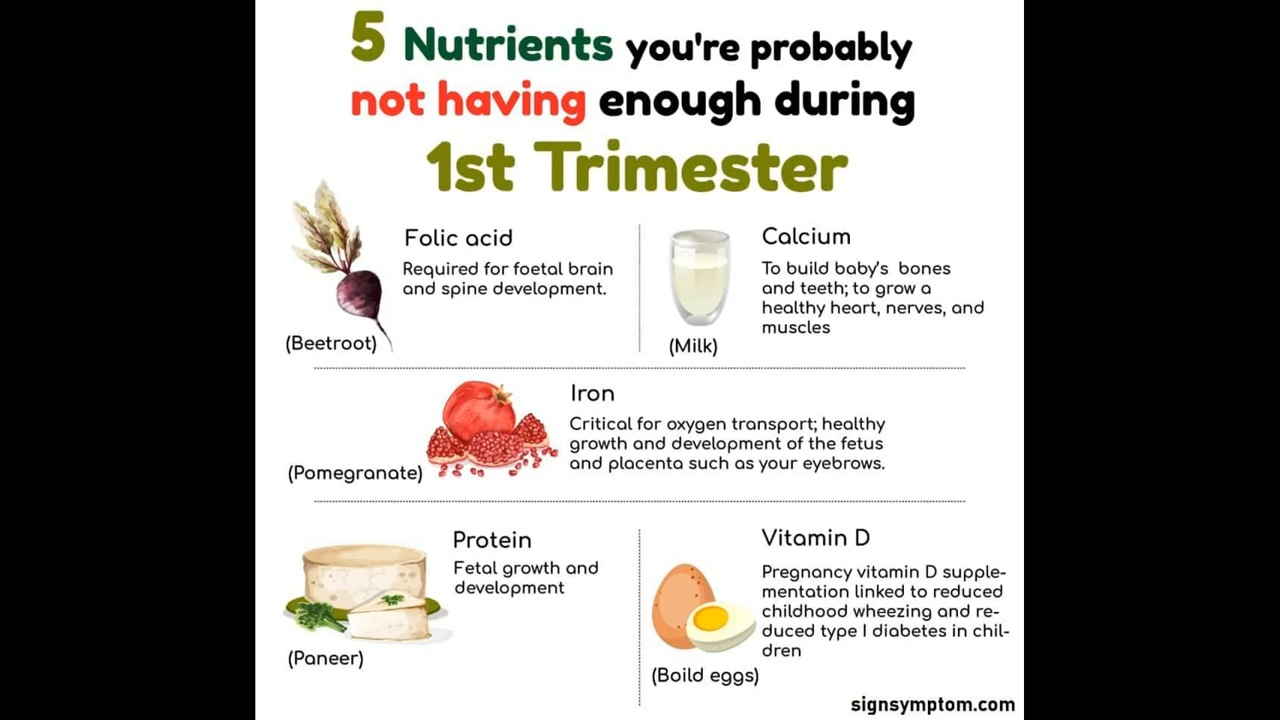 5 Nutrients you're probably
not having enough during
1st Trimester
Folic acid
Required for foetal brain
and spine development.
(Beetroot)
Calcium
To build baby's bones
and teeth; to grow a
healthy heart, nerves, and
muscles
(Milk)
Iron
Critical for oxygen transport; healthy
growth and development of the fetus
and placenta such as your eyebrows.
(Pomegranate)
Protein
Fetal growth and
development
(Paneer)
Vitamin D
Pregnancy vitamin D supple-
mentation linked to reduced
childhood wheezing and re-
duced type I diabetes in chil-
dren
(Boild eggs)
signsymptom.com